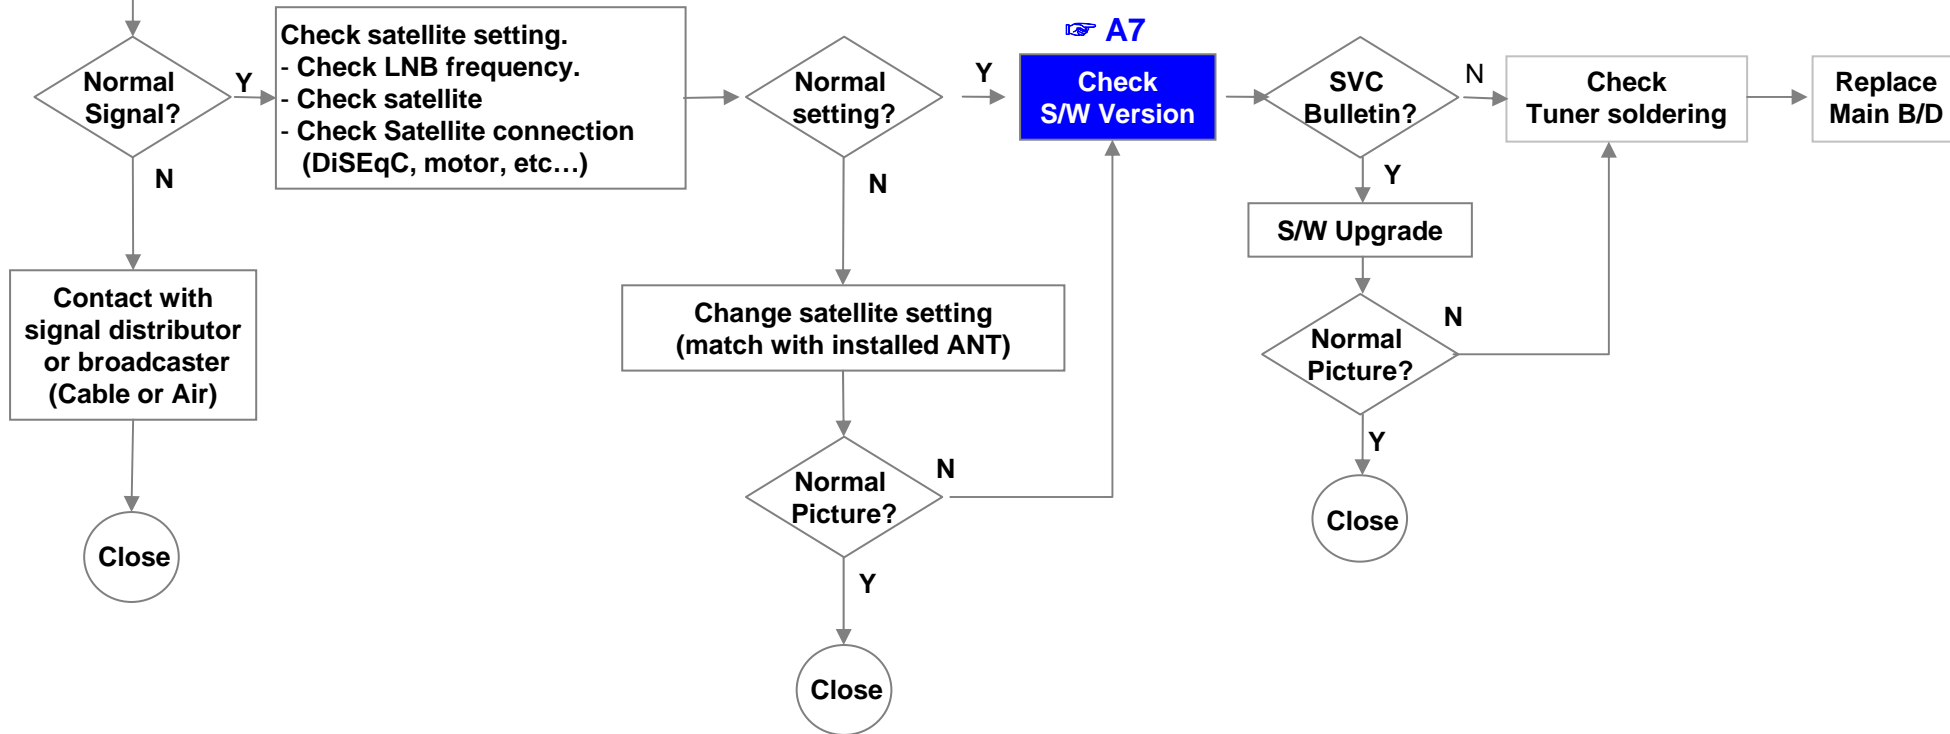 Normal
Signal?
Y
N
Contact with
signal distributor
or broadcaster
(Cable or Air)
Close
Check satellite setting.
- Check LNB frequency.
- Check satellite
- Check Satellite connection
(DiSEqC, motor, etc…)
Normal
setting?
Y
N
Change satellite setting
(match with installed ANT)
Normal
Picture?
N
Y
Close
☞ A7
Check
S/W Version
SVC
Bulletin?
N
Y
S/W Upgrade
Normal
Picture?
N
Y
Close
Check
Tuner soldering
Replace
Main B/D